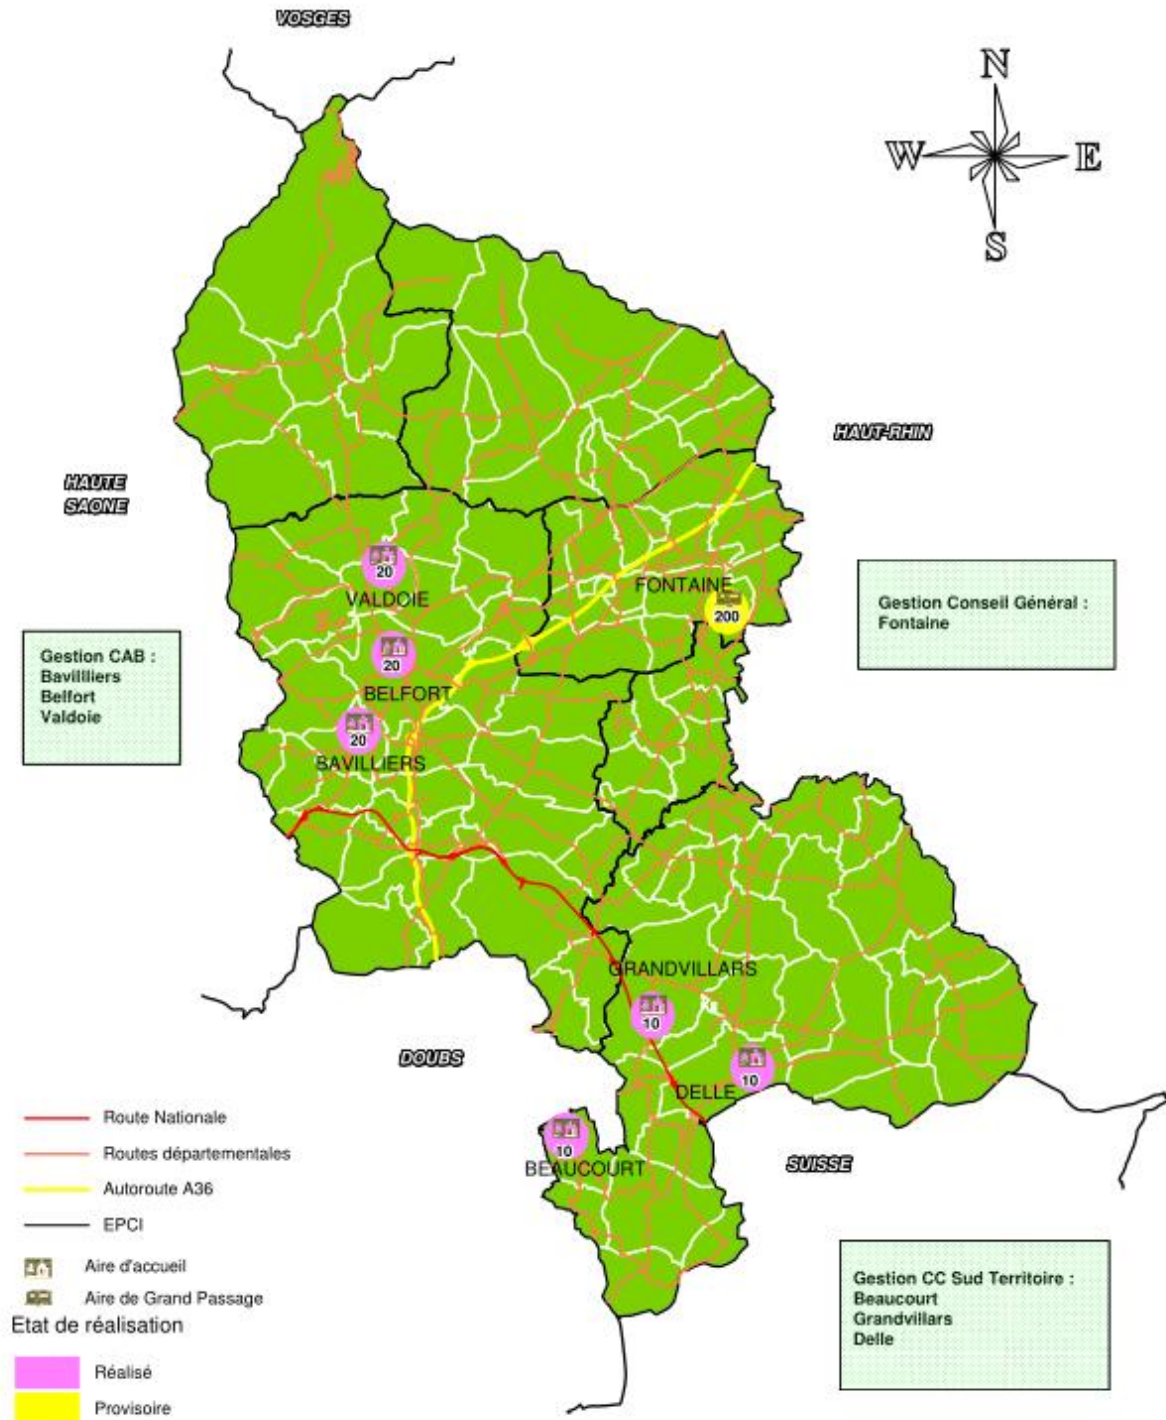 VOSGES
N
W
E
S
HAUT-RHIN
HAUTE
SAONE
20
VALDOIE
FONTAINE
200
Gestion Conseil Général :
Fontaine
Gestion CAB :
Bavillliers
Belfort
Valdoie
20
BELFORT
20
BAVILLIERS
GRANDVILLARS
10
DOUBS
10
DELLE
10
BEAUCOURT
SUISSE
Route Nationale
Routes départementales
Autoroute A36
EPCI
Aire d'accueil
Aire de Grand Passage
Etat de réalisation
Réalisé
Provisoire
Gestion CC Sud Territoire :
Beaucourt
Grandvillars
Delle